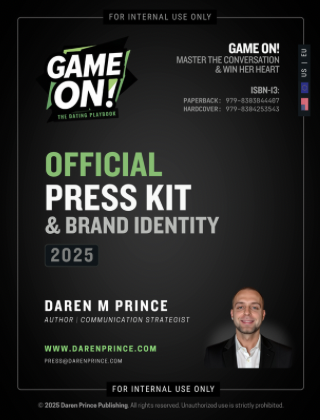 FOR INTERNAL USE ONLY
GAME
ON!
THE DATING PLAYBOOK
GAME ON!
MASTER THE CONVERSATION
& WIN HER HEART
ISBN-13:
PAPERBACK: 979-8303844407
HARDCOVER: 979-8304253543
US | EU
OFFICIAL
PRESS KIT
& BRAND IDENTITY
2025
DAREN M PRINCE
AUTHOR | COMMUNICATION STRATEGIST
WWW.DARENPRINCE.COM
PRESS@DARENPRINCE.COM
FOR INTERNAL USE ONLY
© 2025 Daren Prince Publishing. All rights reserved. Unauthorized use is strictly prohibited.